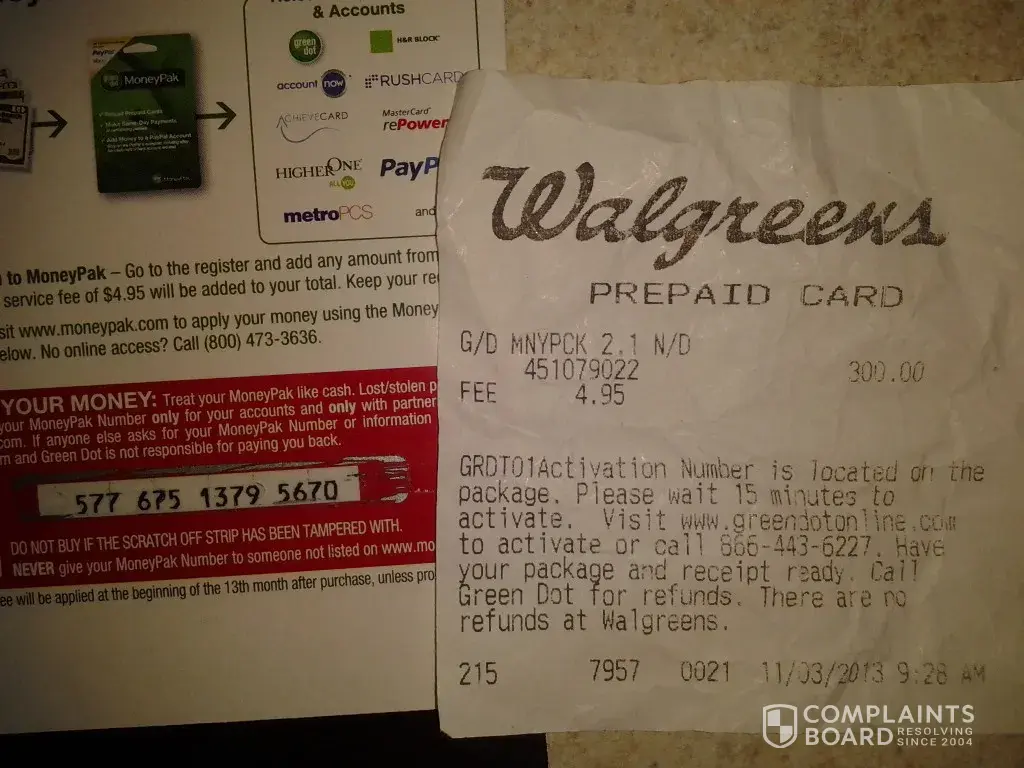 & Accounts
green dot
H&R BLOCK
account now
RUSHCARD
ACHIEVECARD
MasterCard
rePower
HIGHERONE
PayP
metroPCS
and
PayPal
MoneyPak
to MoneyPak – Go to the register and add any amount from
service fee of $4.95 will be added to your total. Keep your re
sit www.moneypak.com to apply your money using the Money
elow. No online access? Call (800) 473-3636.
YOUR MONEY: Treat your MoneyPak like cash. Lost/stolen p
your MoneyPak Number only for your accounts and only with partner
com. If anyone else asks for your MoneyPak Number or information
m and Green Dot is not responsible for paying you back.
577 675 1379 5670
DO NOT BUY IF THE SCRATCH OFF STRIP HAS BEEN TAMPERED WITH.
NEVER give your MoneyPak Number to someone not listed on www.mo
ee will be applied at the beginning of the 13th month after purchase, unless pro
Walgreens
PREPAID CARD
G/D MNYPCK 2.1 N/D
451079022 300.00
FEE 4.95
GRDT01Activation Number is located on the
package. Please wait 15 minutes to
activate. Visit www.greendotonline.com
to activate or call 866-443-6227. Have
your package and receipt ready. Call
Green Dot for refunds. There are no
refunds at Walgreens.
215 7957 0021 11/03/2013 9:28 AM
COMPLAINTS
BOARD RESOLVING SINCE 2004